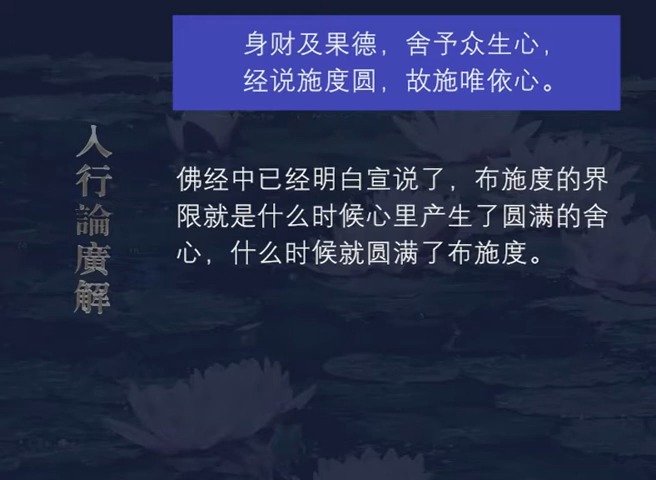 身财及果德，舍予众生心，
经说施度圆，故施唯依心。
入行論廣解
佛经中已经明白宣说了，布施度的界
限就是什么时候心里产生了圆满的舍
心，什么时候就圆满了布施度。